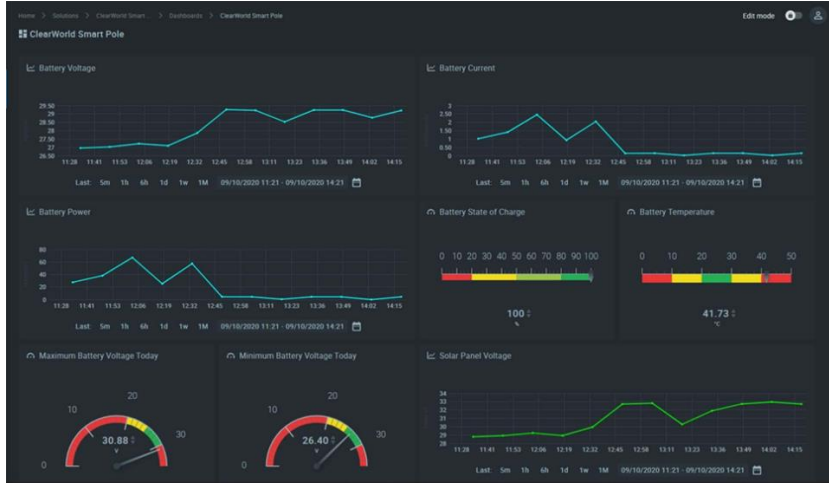 Home > Solutions > ClearWorld Smart ... > Dashboards > ClearWorld Smart Pole
Edit mode
ClearWorld Smart Pole
Battery Voltage
29.50
29
28.50
28
27.50
27
26.50
11:28 11:41 11:53 12:06 12:19 12:32 12:45 12:58 13:11 13:23 13:36 13:49 14:02 14:15
Last: 5m 1h 6h 1d 1w 1M 09/10/2020 11:21 - 09/10/2020 14:21
Battery Current
3
2.50
2
1.50
1
0.50
0
11:28 11:41 11:53 12:06 12:19 12:32 12:45 12:58 13:11 13:23 13:36 13:49 14:02 14:15
Last: 5m 1h 6h 1d 1w 1M 09/10/2020 11:21 - 09/10/2020 14:21
Battery Power
80
60
40
20
0
11:28 11:41 11:53 12:06 12:19 12:32 12:45 12:58 13:11 13:23 13:36 13:49 14:02 14:15
Last: 5m 1h 6h 1d 1w 1M 09/10/2020 11:21 - 09/10/2020 14:21
Battery State of Charge
0 10 20 30 40 50 60 70 80 90 100
100
%
Battery Temperature
0 10 20 30 40 50
41.73
°C
Maximum Battery Voltage Today
0 10 20 30
30.88
V
Minimum Battery Voltage Today
0 10 20 30
26.40
V
Solar Panel Voltage
34
33
32
31
30
29
28
11:28 11:41 11:53 12:06 12:19 12:32 12:45 12:58 13:11 13:23 13:36 13:49 14:02 14:15
Last: 5m 1h 6h 1d 1w 1M 09/10/2020 11:21 - 09/10/2020 14:21